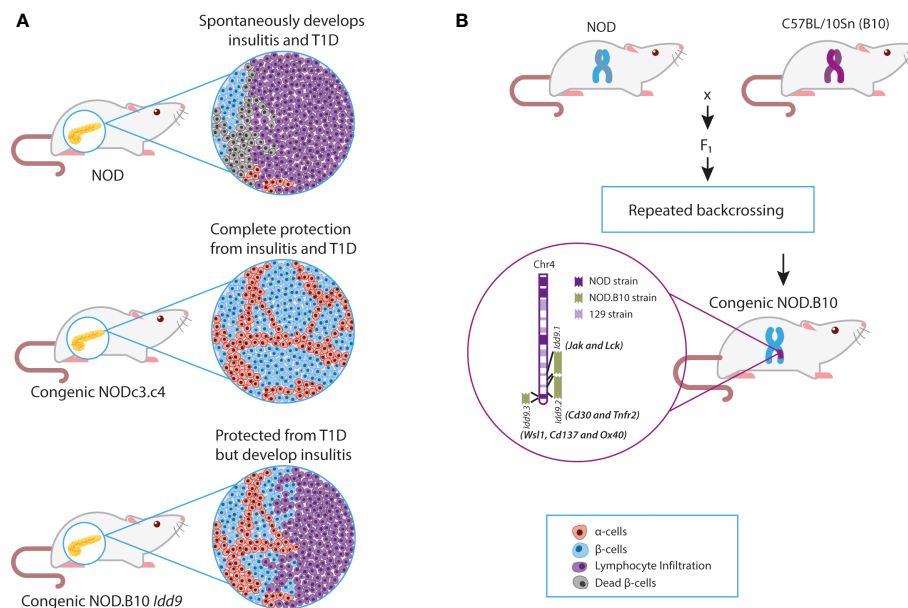 A
Spontaneously develops
insulitis and T1D
NOD
Complete protection
from insulitis and T1D
Congenic NODc3.c4
Protected from T1D
but develop insulitis
Congenic NOD.B10 Idd9
B
NOD
C57BL/10Sn (B10)
x
F1
Repeated backcrossing
Congenic NOD.B10
Chr4
NOD strain
NOD.B10 strain
129 strain
Idd9.1
(Jak and Lck)
Idd9.2
(Cd30 and Tnfr2)
Idd9.3
(Wsl1, Cd137 and Ox40)
α-cells
β-cells
Lymphocyte Infiltration
Dead β-cells